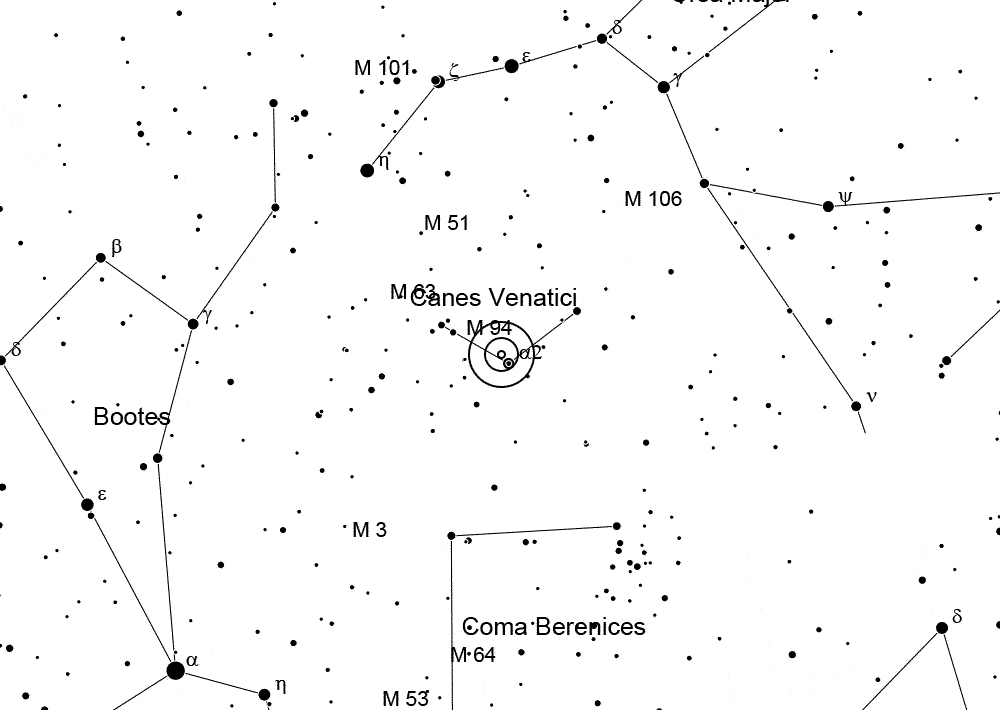 Ursa Major
δ
ε
M 101
ζ
γ
η
M 106
ψ
M 51
β
M 63
Canes Venatici
γ
M 94
δ
α2
ν
Bootes
ε
M 3
Coma Berenices
δ
M 64
α
η
M 53